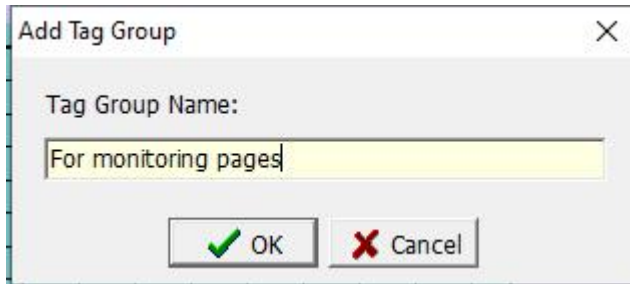 Add Tag Group
Tag Group Name:
For monitoring pages
OK Cancel